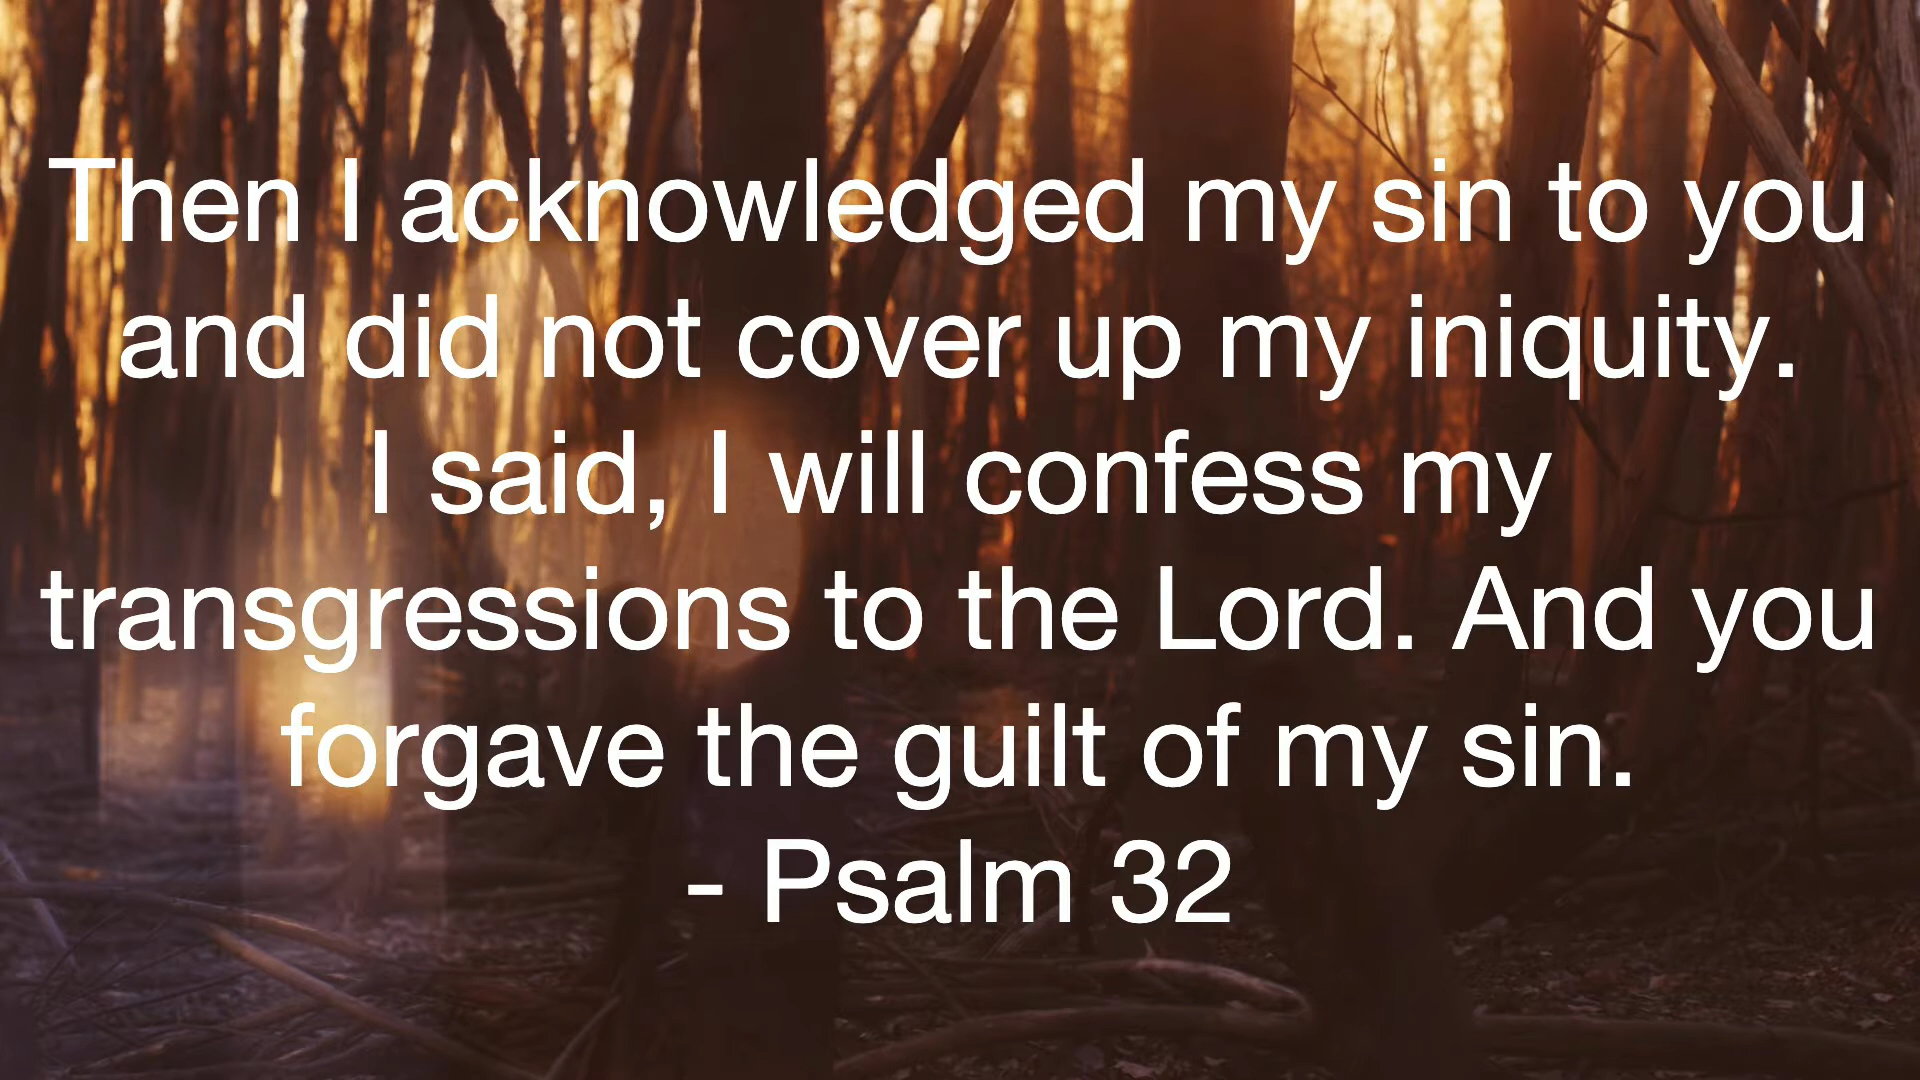 Then I acknowledged my sin to you
and did not cover up my iniquity.
I said, I will confess my
transgressions to the Lord. And you
forgave the guilt of my sin.
- Psalm 32